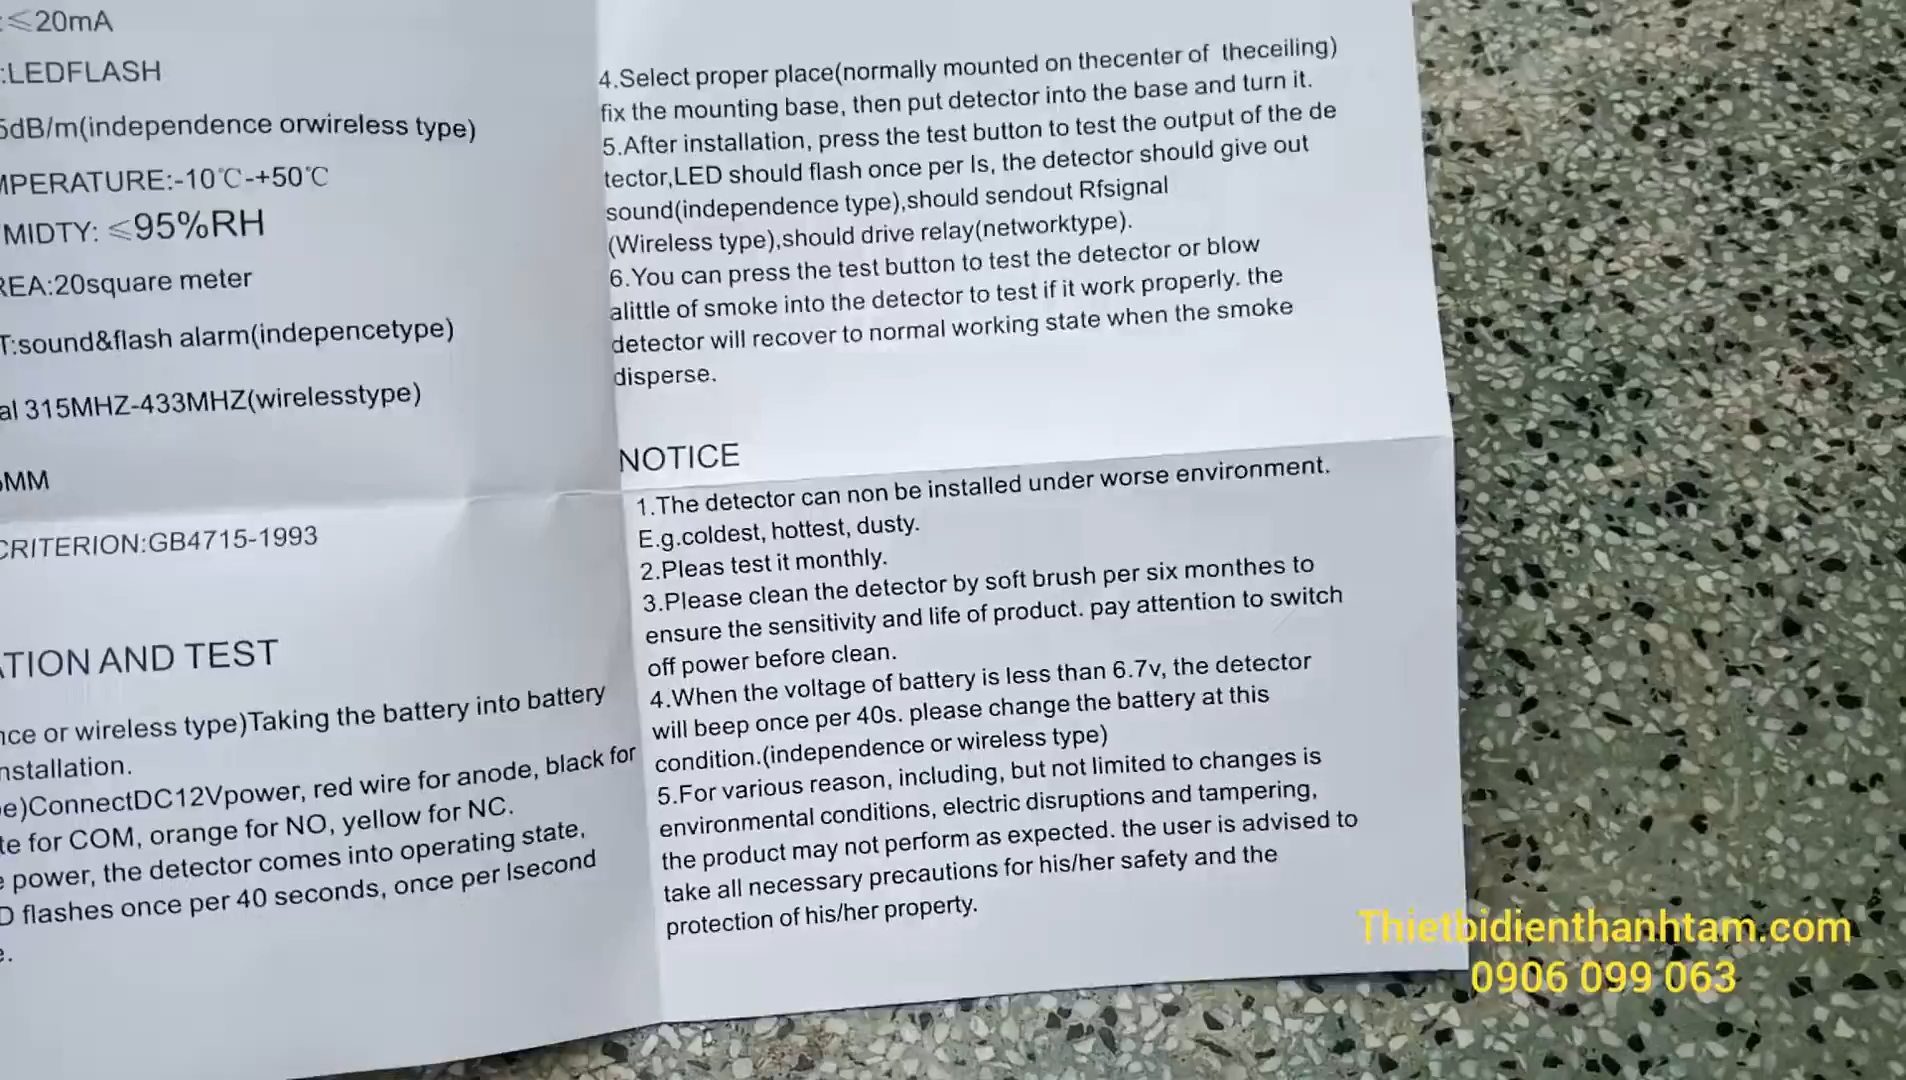 :≤20mA
:LEDFLASH
5dB/m(independence orwireless type)
MPERATURE:-10℃-+50℃
MIDTY: ≤95%RH
REA:20square meter
T:sound&flash alarm(indepencetype)
al 315MHZ-433MHZ(wirelesstype)
MM
CRITERION:GB4715-1993
ATION AND TEST
nce or wireless type)Taking the battery into battery
nstallation.
pe)ConnectDC12Vpower, red wire for anode, black for
te for COM, orange for NO, yellow for NC.
e power, the detector comes into operating state,
D flashes once per 40 seconds, once per lsecond
e.
4.Select proper place(normally mounted on thecenter of theceiling)
fix the mounting base, then put detector into the base and turn it.
5.After installation, press the test button to test the output of the de
tector,LED should flash once per ls, the detector should give out
sound(independence type),should sendout Rfsignal
(Wireless type),should drive relay(networktype).
6.You can press the test button to test the detector or blow
alittle of smoke into the detector to test if it work properly. the
detector will recover to normal working state when the smoke
disperse.
NOTICE
1.The detector can non be installed under worse environment.
E.g.coldest, hottest, dusty.
2.Pleas test it monthly.
3.Please clean the detector by soft brush per six monthes to
ensure the sensitivity and life of product. pay attention to switch
off power before clean.
4.When the voltage of battery is less than 6.7v, the detector
will beep once per 40s. please change the battery at this
condition.(independence or wireless type)
5.For various reason, including, but not limited to changes is
environmental conditions, electric disruptions and tampering,
the product may not perform as expected. the user is advised to
take all necessary precautions for his/her safety and the
protection of his/her property.
Thietbidienthanhtam.com
0906 099 063